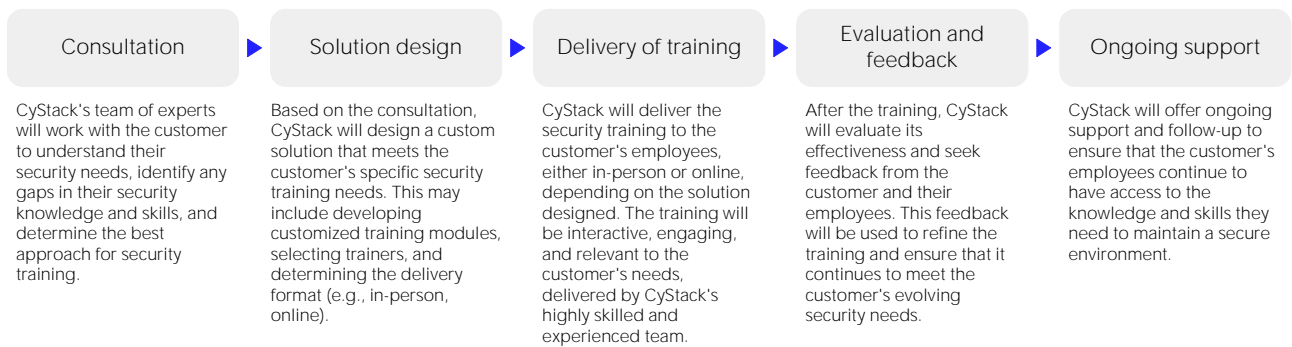 Consultation
CyStack's team of experts
will work with the customer
to understand their
security needs, identify any
gaps in their security
knowledge and skills, and
determine the best
approach for security
training.
Solution design
Based on the consultation,
CyStack will design a custom
solution that meets the
customer's specific security
training needs. This may
include developing
customized training modules,
selecting trainers, and
determining the delivery
format (e.g., in-person,
online).
Delivery of training
CyStack will deliver the
security training to the
customer's employees,
either in-person or online,
depending on the solution
designed. The training will
be interactive, engaging,
and relevant to the
customer's needs,
delivered by CyStack's
highly skilled and
experienced team.
Evaluation and
feedback
After the training, CyStack
will evaluate its
effectiveness and seek
feedback from the
customer and their
employees. This feedback
will be used to refine the
training and ensure that it
continues to meet the
customer's evolving
security needs.
Ongoing support
CyStack will offer ongoing
support and follow-up to
ensure that the customer's
employees continue to
have access to the
knowledge and skills they
need to maintain a secure
environment.